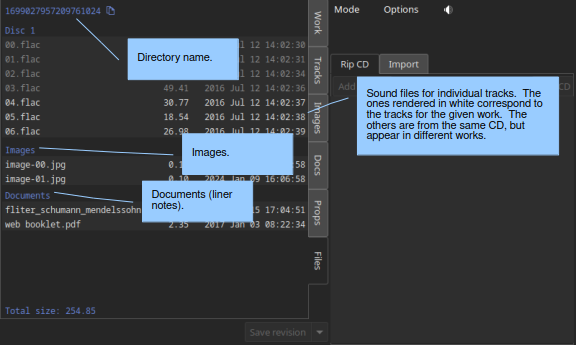 1699027957209761024
Mode Options
Disc 1
00.flac Jul 12 14:02:30
01.flac Jul 12 14:02:31
02.flac Jul 12 14:02:34
03.flac 49.41 2016 Jul 12 14:02:36
04.flac 30.77 2016 Jul 12 14:02:37
05.flac 18.54 2016 Jul 12 14:02:38
06.flac 26.98 2016 Jul 12 14:02:39
Directory name.
Images
image-00.jpg
image-01.jpg 0.10 2024 Jan 09 16:06:58
Images.
Documents
fliter_schumann_mendelssohn 17:04:51
web booklet.pdf 2.35 2017 Jan 03 08:22:34
Documents (liner
notes).
Total size: 254.85
Save revision
Work
Tracks
Images
Docs
Props
Files
Rip CD Import
Add CD
Sound files for individual tracks. The
ones rendered in white correspond to
the tracks for the given work. The
others are from the same CD, but
appear in different works.